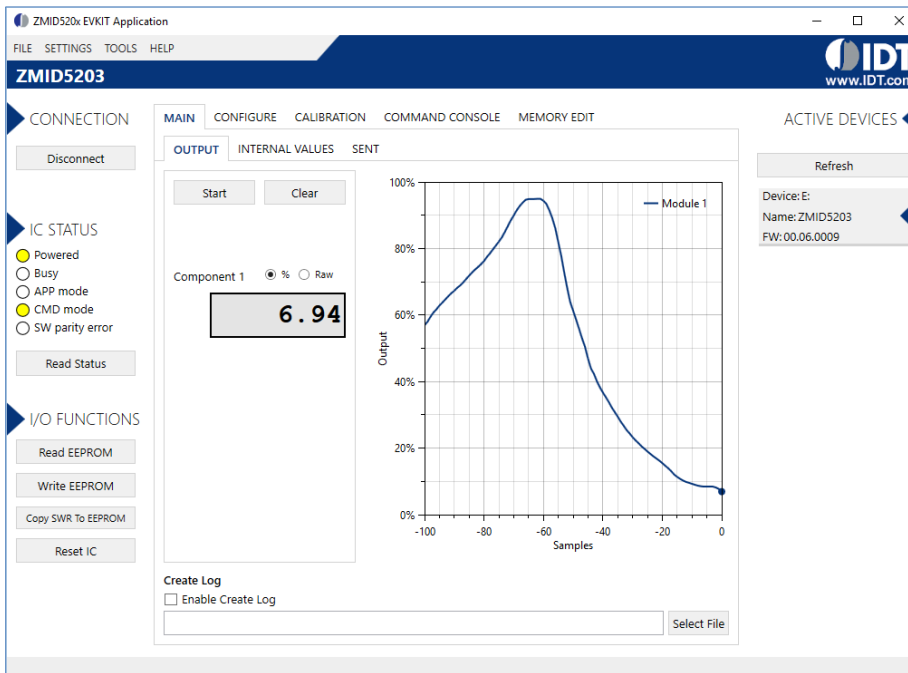 ZMID520x EVKIT Application
FILE SETTINGS TOOLS HELP
ZMID5203
IDT
www.IDT.com
CONNECTION
Disconnect
IC STATUS
Powered
Busy
APP mode
CMD mode
SW parity error
Read Status
I/O FUNCTIONS
Read EEPROM
Write EEPROM
Copy SWR To EEPROM
Reset IC
MAIN CONFIGURE CALIBRATION COMMAND CONSOLE MEMORY EDIT
OUTPUT INTERNAL VALUES SENT
Start Clear
Component 1 % Raw
6.94
100%
80%
60%
40%
20%
0%
Output
Module 1
-100 -80 -60 -40 -20 0
Samples
Create Log
Enable Create Log
Select File
ACTIVE DEVICES
Refresh
Device: E:
Name: ZMID5203
FW: 00.06.0009